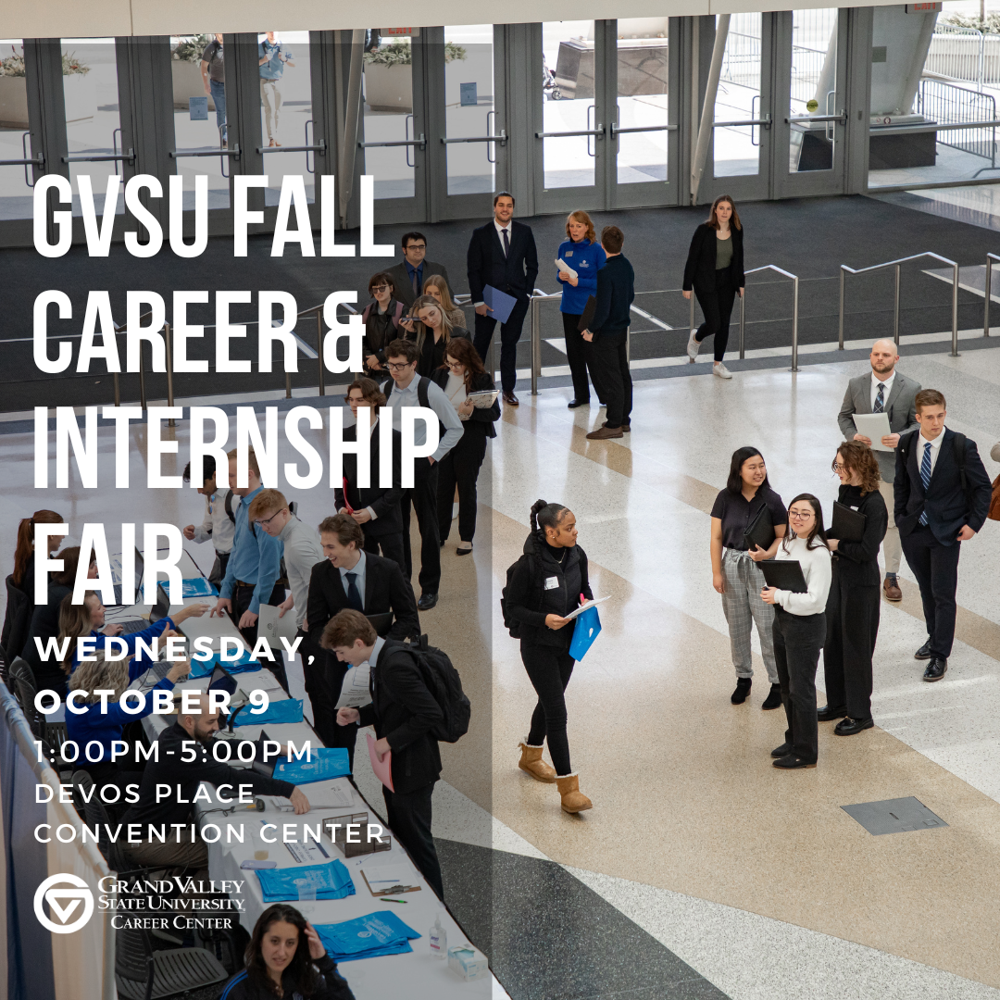 GVSU FALL
CAREER &
INTERNSHIP
FAIR
WEDNESDAY,
OCTOBER 9
1:00PM-5:00PM
DEVOS PLACE
CONVENTION CENTER
GRAND VALLEY
STATE UNIVERSITY
CAREER CENTER